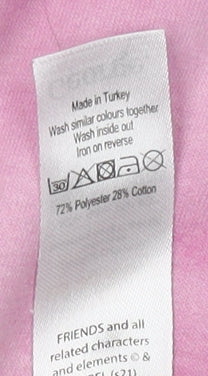 Made in Turkey
Wash similar colours together
Wash inside out
Iron on reverse
30
72% Polyester 28% Cotton
FRIENDS and all
related characters
and elements © &
(s21)